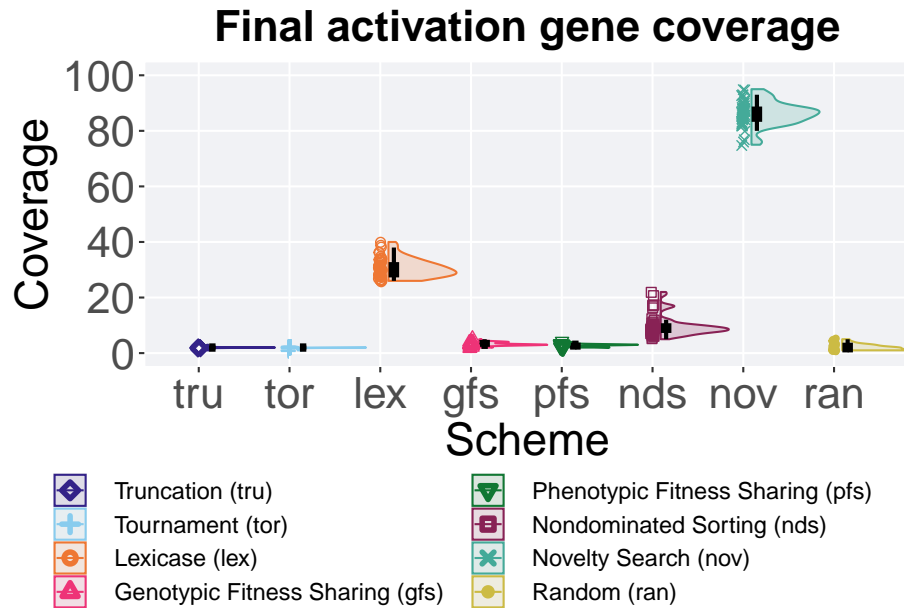 Final activation gene coverage
Coverage
100
80
60
40
20
0
tru tor lex gfs pfs nds nov ran
Scheme
Truncation (tru)
Tournament (tor)
Lexicase (lex)
Genotypic Fitness Sharing (gfs)
Phenotypic Fitness Sharing (pfs)
Nondominated Sorting (nds)
Novelty Search (nov)
Random (ran)